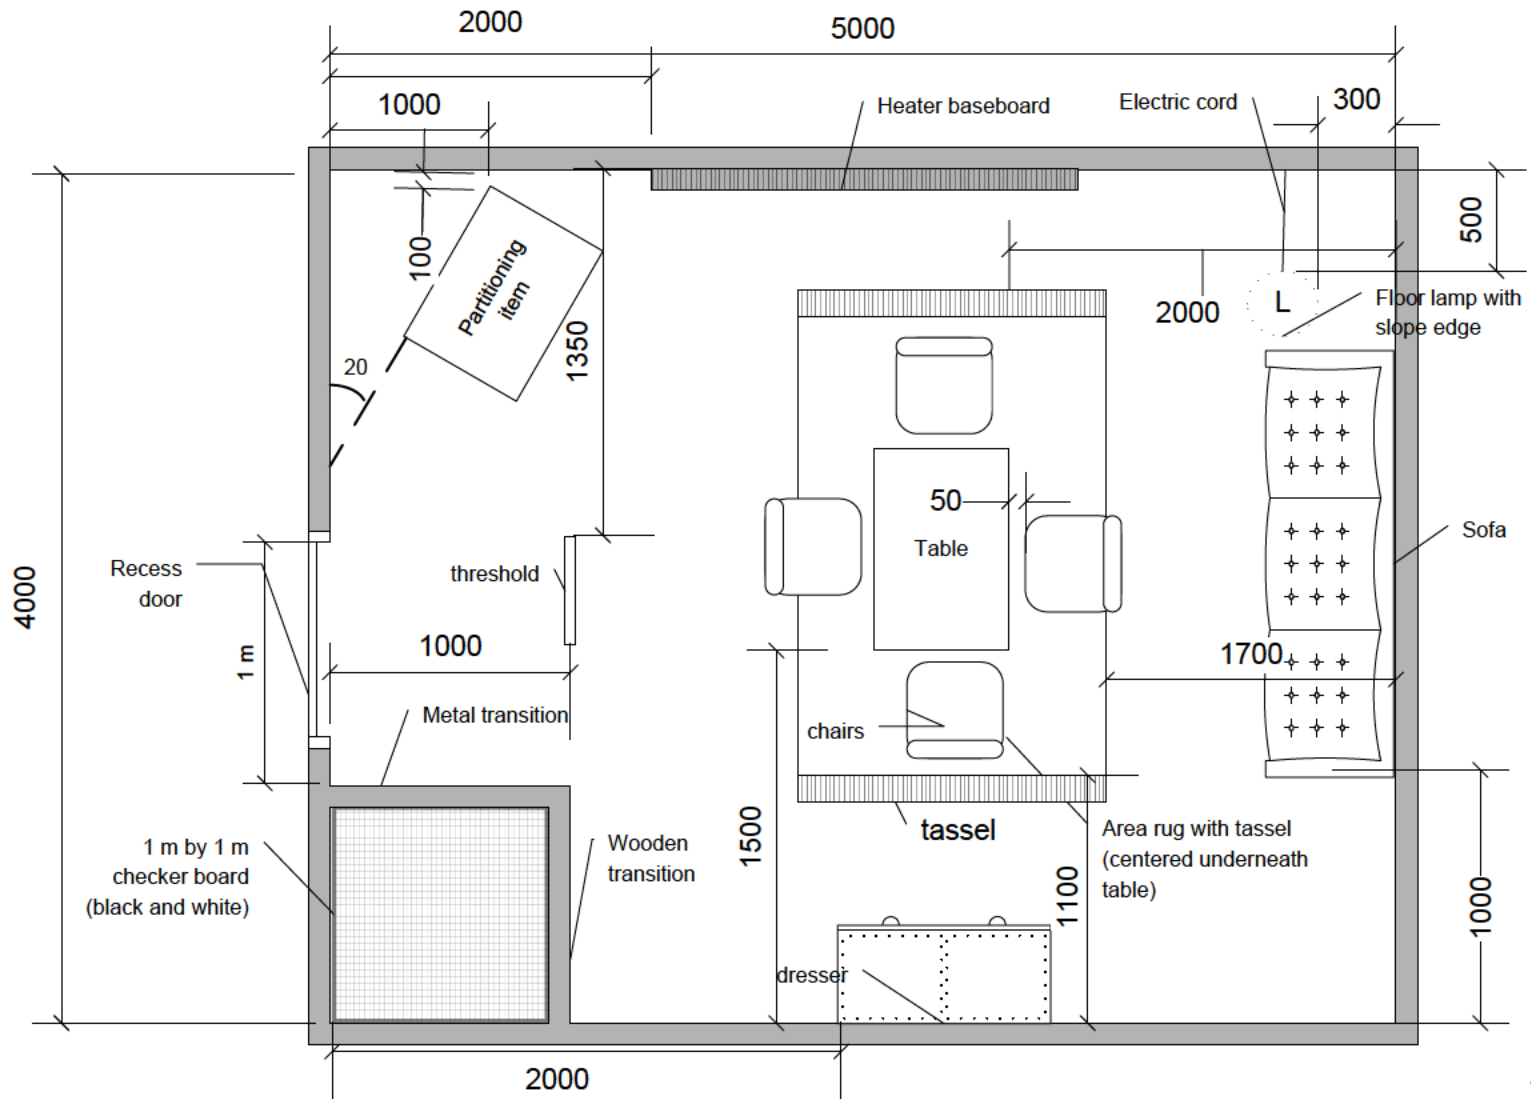 2000
5000
1000
Heater baseboard
Electric cord
300
100
Partitioning
item
1350
500
2000
L
Floor lamp with
slope edge
20
50
Table
Sofa
4000
Recess
door
threshold
1 m
1000
1700
Metal transition
chairs
1500
tassel
Area rug with tassel
(centered underneath
table)
1 m by 1 m
checker board
(black and white)
Wooden
transition
1100
1000
dresser
2000